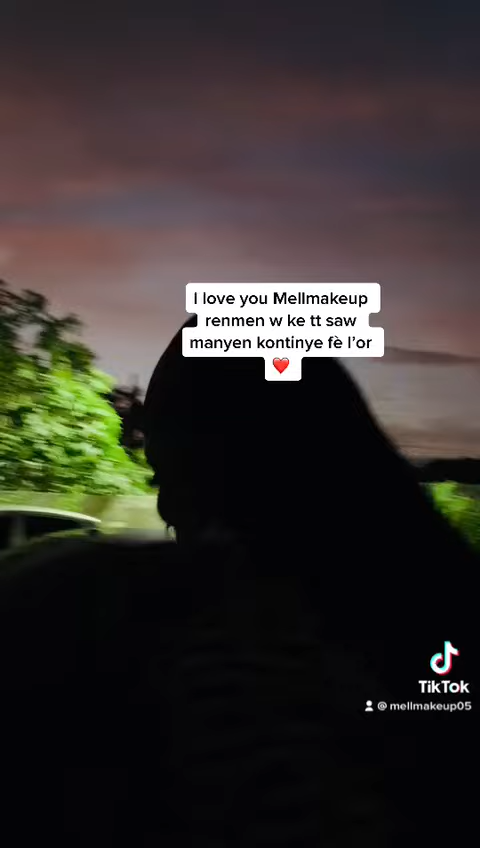 I love you Mellmakeup
renmen w ke tt saw
manyen kontinye fè l'or
❤️
TikTok
@ mellmakeup05